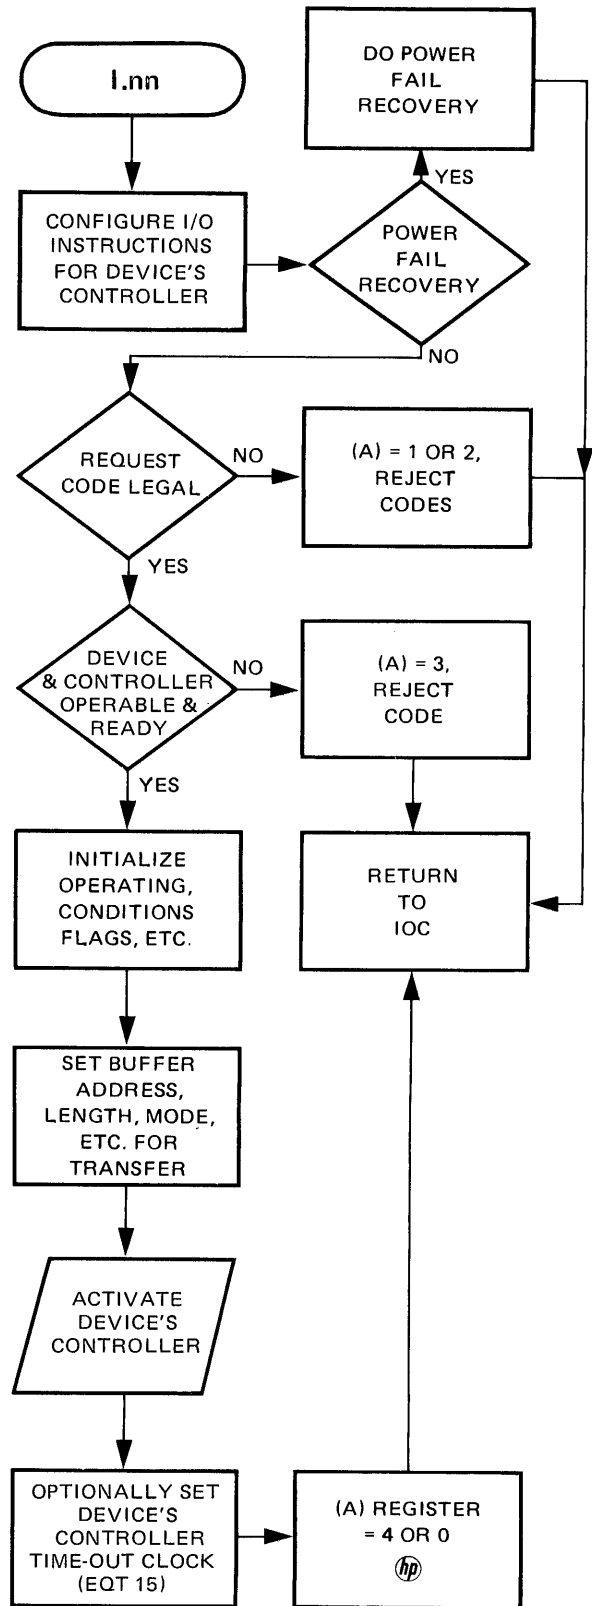 I.nn
DO POWER
FAIL
RECOVERY
YES
CONFIGURE I/O
INSTRUCTIONS
FOR DEVICE'S
CONTROLLER
POWER
FAIL
RECOVERY
NO
REQUEST
CODE LEGAL
NO
(A) = 1 OR 2,
REJECT
CODES
YES
DEVICE
& CONTROLLER
OPERABLE &
READY
NO
(A) = 3,
REJECT
CODE
YES
INITIALIZE
OPERATING,
CONDITIONS
FLAGS, ETC.
RETURN
TO
IOC
SET BUFFER
ADDRESS,
LENGTH, MODE,
ETC. FOR
TRANSFER
ACTIVATE
DEVICE'S
CONTROLLER
OPTIONALLY SET
DEVICE'S
CONTROLLER
TIME-OUT CLOCK
(EQT 15)
(A) REGISTER
= 4 OR 0
hp